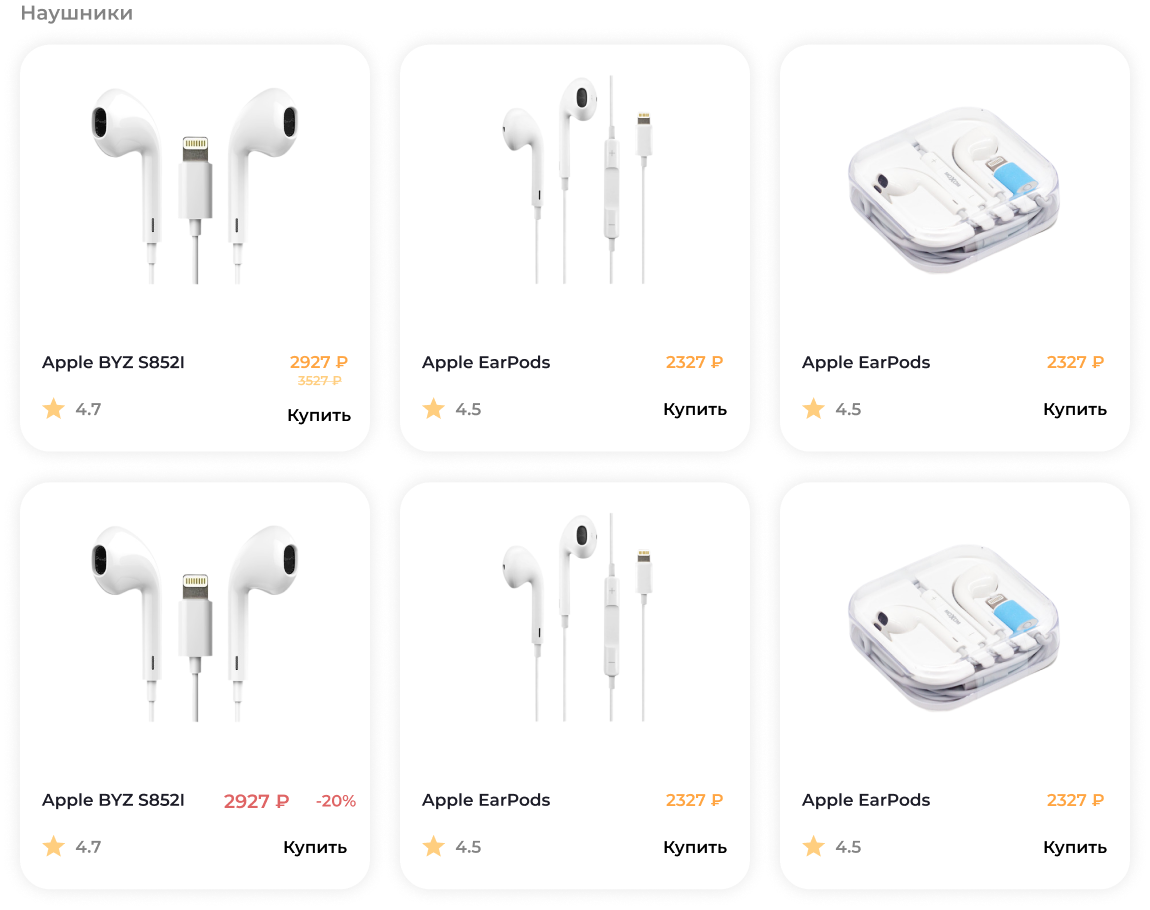 Наушники
Apple BYZ S852I
2927 ₽
3527 ₽
4.7
Купить
Apple EarPods
2327 ₽
4.5
Купить
Apple EarPods
2327 ₽
4.5
Купить
Apple BYZ S852I
2927 ₽ -20%
4.7
Купить
Apple EarPods
2327 ₽
4.5
Купить
Apple EarPods
2327 ₽
4.5
Купить